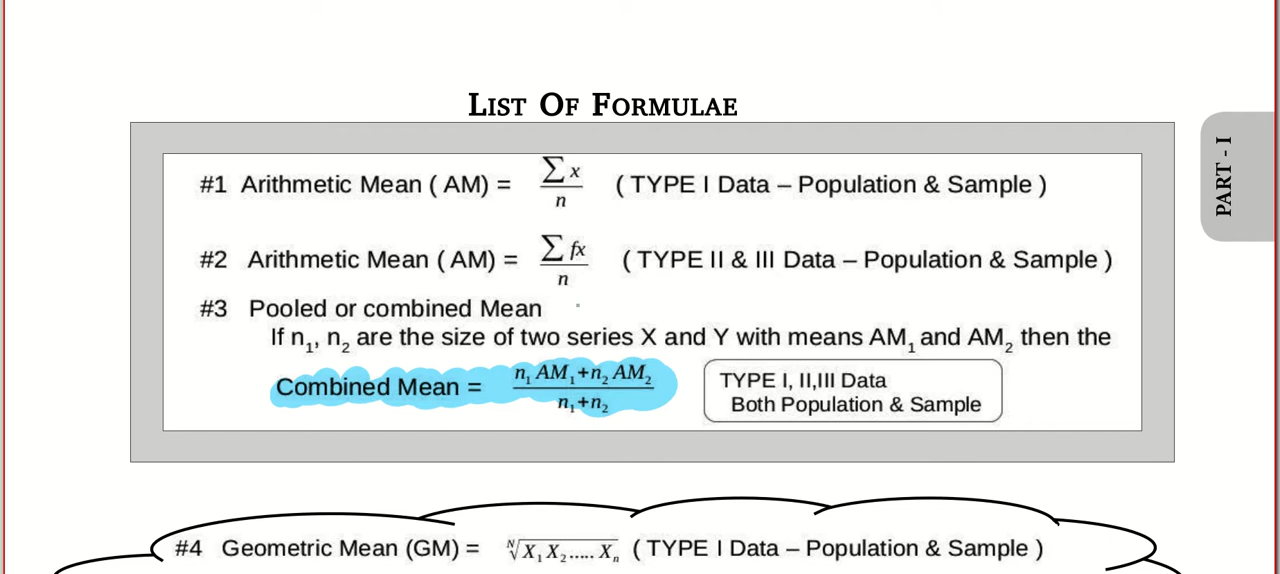 LIST OF FORMULAE
PART - I
#1 Arithmetic Mean ( AM) = ∑x / n ( TYPE I Data – Population & Sample )
#2 Arithmetic Mean ( AM) = ∑fx / n ( TYPE II & III Data – Population & Sample )
#3 Pooled or combined Mean
If n₁, n₂ are the size of two series X and Y with means AM₁ and AM₂ then the
Combined Mean = n₁ AM₁+n₂ AM₂ / n₁+n₂
TYPE I, II,III Data
Both Population & Sample
#4 Geometric Mean (GM) = ᴺ√X₁ X₂..... Xₙ ( TYPE I Data – Population & Sample )